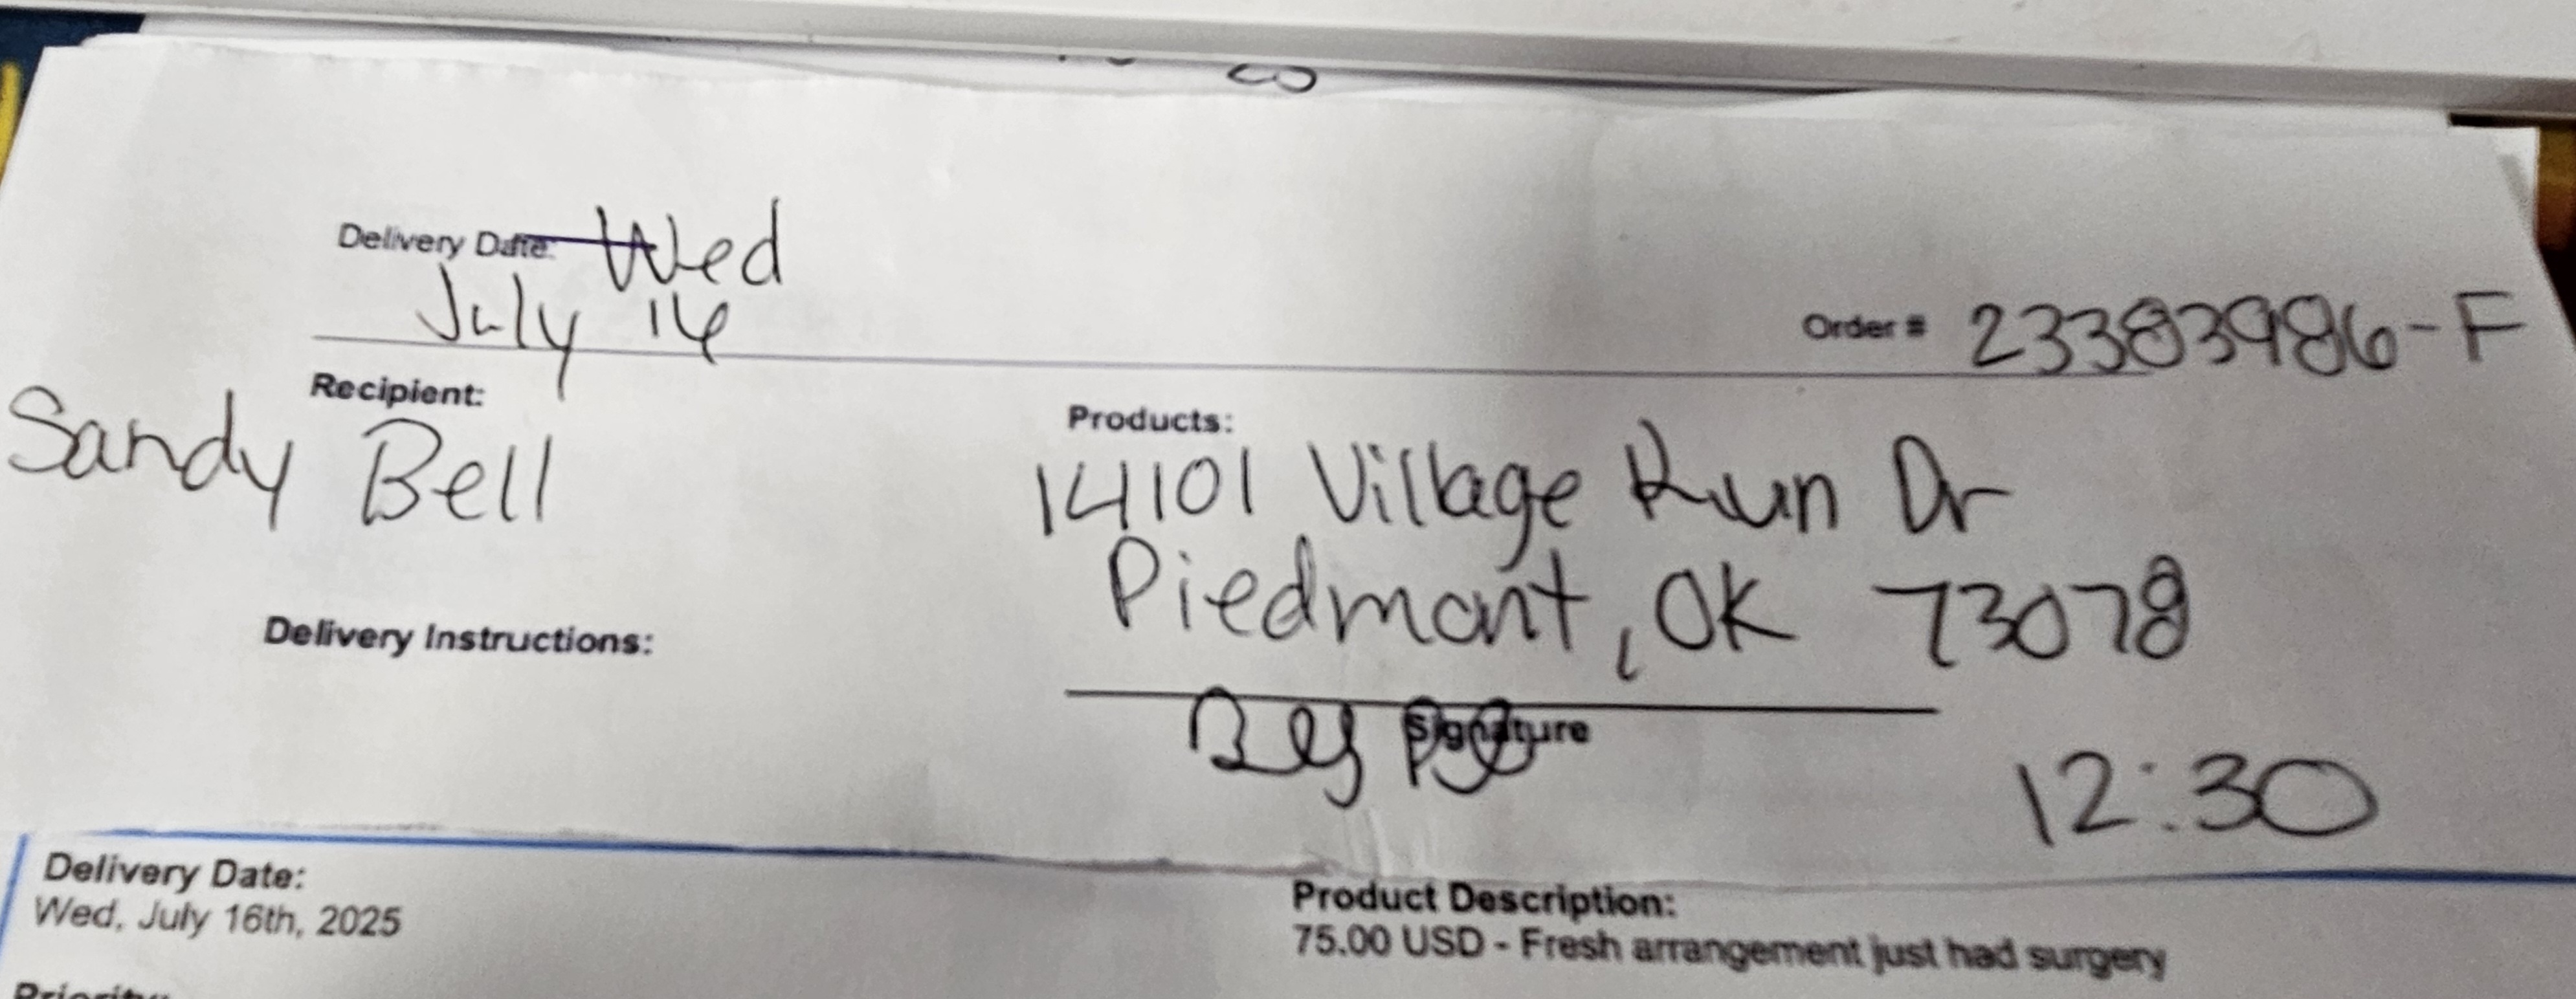 Delivery Date: Wed
July 16
Order # 23383986-F
Recipient:
Sandy Bell
Products:
14101 Village Run Dr
Piedmont, OK 73078
Delivery Instructions:
Signature
12:30
Delivery Date:
Wed, July 16th, 2025
Product Description:
75.00 USD - Fresh arrangement just had surgery
Priority: